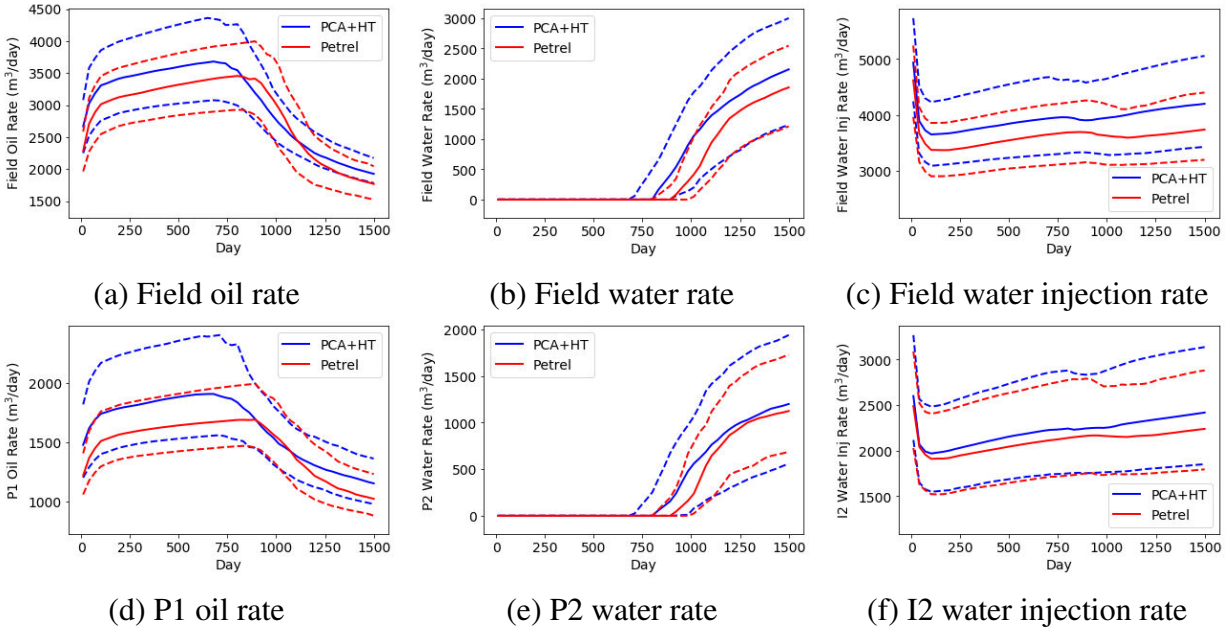 4500
4000
3500
3000
2500
2000
1500
Field Oil Rate (m³/day)
PCA+HT
Petrel
0 250 500 750 1000 1250 1500
Day
(a) Field oil rate
3000
2500
2000
1500
1000
500
0
Field Water Rate (m³/day)
PCA+HT
Petrel
0 250 500 750 1000 1250 1500
Day
(b) Field water rate
5000
4000
3000
Field Water Inj Rate (m³/day)
PCA+HT
Petrel
0 250 500 750 1000 1250 1500
Day
(c) Field water injection rate
2000
1500
1000
P1 Oil Rate (m³/day)
PCA+HT
Petrel
0 250 500 750 1000 1250 1500
Day
(d) P1 oil rate
2000
1500
1000
500
0
P2 Water Rate (m³/day)
PCA+HT
Petrel
0 250 500 750 1000 1250 1500
Day
(e) P2 water rate
3000
2500
2000
1500
I2 Water Inj Rate (m³/day)
PCA+HT
Petrel
0 250 500 750 1000 1250 1500
Day
(f) I2 water injection rate